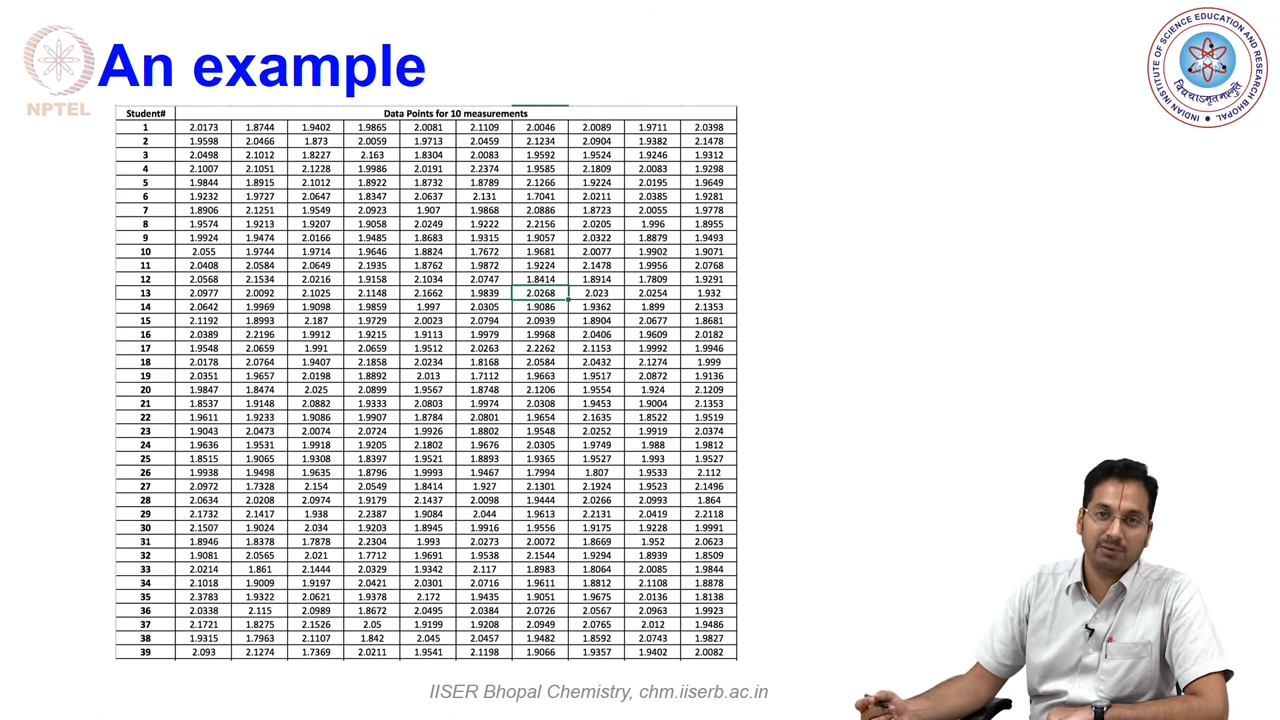 An example
NPTEL
INDIAN INSTITUTE OF SCIENCE EDUCATION AND RESEARCH BHOPAL
Student# Data Points for 10 measurements
1 2.0173 1.8744 1.9402 1.9865 2.0081 2.1109 2.0046 2.0089 1.9711 2.0398
2 1.9598 2.0466 1.873 2.0059 1.9713 2.0459 2.1234 2.0904 1.9382 2.1478
3 2.0498 2.1012 1.8227 2.163 1.8304 2.0083 1.9592 1.9524 1.9246 1.9312
4 2.1007 2.1051 2.1228 1.9986 2.0191 2.2374 1.9585 2.1809 2.0083 1.9298
5 1.9844 1.8915 2.1012 1.8922 1.8732 1.8789 2.1266 1.9224 2.0195 1.9649
6 1.9232 1.9727 2.0647 1.8347 2.0637 2.131 1.7041 2.0211 2.0385 1.9281
7 1.8906 2.1251 1.9549 2.0923 1.907 1.9868 2.0886 1.8723 2.0055 1.9778
8 1.9574 1.9213 1.9207 1.9058 2.0249 1.9222 2.2156 2.0205 1.996 1.8955
9 1.9924 1.9474 2.0166 1.9485 1.8683 1.9315 1.9057 2.0322 1.8879 1.9493
10 2.055 1.9744 1.9714 1.9646 1.8824 1.7672 1.9681 2.0077 1.9902 1.9071
11 2.0408 2.0584 2.0649 2.1935 1.8762 1.9872 1.9224 2.1478 1.9956 2.0768
12 2.0568 2.1534 2.0216 1.9158 2.1034 2.0747 1.8414 1.8914 1.7809 1.9291
13 2.0977 2.0092 2.1025 2.1148 2.1662 1.9839 2.0268 2.023 2.0254 1.932
14 2.0642 1.9969 1.9098 1.9859 1.997 2.0305 1.9086 1.9362 1.899 2.1353
15 2.1192 1.8993 2.187 1.9729 2.0023 2.0794 2.0939 1.8904 2.0677 1.8681
16 2.0389 2.2196 1.9912 1.9215 1.9113 1.9979 1.9968 2.0406 1.9609 2.0182
17 1.9548 2.0659 1.991 2.0659 1.9512 2.0263 2.2262 2.1153 1.9992 1.9946
18 2.0178 2.0764 1.9407 2.1858 2.0234 1.8168 2.0584 2.0432 2.1274 1.999
19 2.0351 1.9657 2.0198 1.8892 2.013 1.7112 1.9663 1.9517 2.0872 1.9136
20 1.9847 1.8474 2.025 2.0899 1.9567 1.8748 2.1206 1.9554 1.924 2.1209
21 1.8537 1.9148 2.0882 1.9333 2.0803 1.9974 2.0308 1.9453 1.9004 2.1353
22 1.9611 1.9233 1.9086 1.9907 1.8784 2.0801 1.9654 2.1635 1.8522 1.9519
23 1.9043 2.0473 2.0074 2.0724 1.9926 1.8802 1.9548 2.0252 1.9919 2.0374
24 1.9636 1.9531 1.9918 1.9205 2.1802 1.9676 2.0305 1.9749 1.988 1.9812
25 1.8515 1.9065 1.9308 1.8397 1.9521 1.8893 1.9365 1.9527 1.993 1.9527
26 1.9938 1.9498 1.9635 1.8796 1.9993 1.9467 1.7994 1.807 1.9533 2.112
27 2.0972 1.7328 2.154 2.0549 1.8414 1.927 2.1301 2.1924 1.9523 2.1496
28 2.0634 2.0208 2.0974 1.9179 2.1437 2.0098 1.9444 2.0266 2.0993 1.864
29 2.1732 2.1417 1.938 2.2387 1.9084 2.044 1.9613 2.2131 2.0419 2.2118
30 2.1507 1.9024 2.034 1.9203 1.8945 1.9916 1.9556 1.9175 1.9228 1.9991
31 1.8946 1.8378 1.7878 2.2304 1.993 2.0273 2.0072 1.8669 1.952 2.0623
32 1.9081 2.0565 2.021 1.7712 1.9691 1.9538 2.1544 1.9294 1.8939 1.8509
33 2.0214 1.861 2.1444 2.0329 1.9342 2.117 1.8983 1.8064 2.0085 1.9844
34 2.1018 1.9009 1.9197 2.0421 2.0301 2.0716 1.9611 1.8812 2.1108 1.8878
35 2.3783 1.9322 2.0621 1.9378 2.172 1.9435 1.9051 1.9675 2.0136 1.8138
36 2.0338 2.115 2.0989 1.8672 2.0495 2.0384 2.0726 2.0567 2.0963 1.9923
37 2.1721 1.8275 2.1526 2.05 1.9199 1.9208 2.0949 2.0765 2.012 1.9486
38 1.9315 1.7963 2.1107 1.842 2.045 2.0457 1.9482 1.8592 2.0743 1.9827
39 2.093 2.1274 1.7369 2.0211 1.9541 2.1198 1.9066 1.9357 1.9402 2.0082
IISER Bhopal Chemistry, chm.iiserb.ac.in